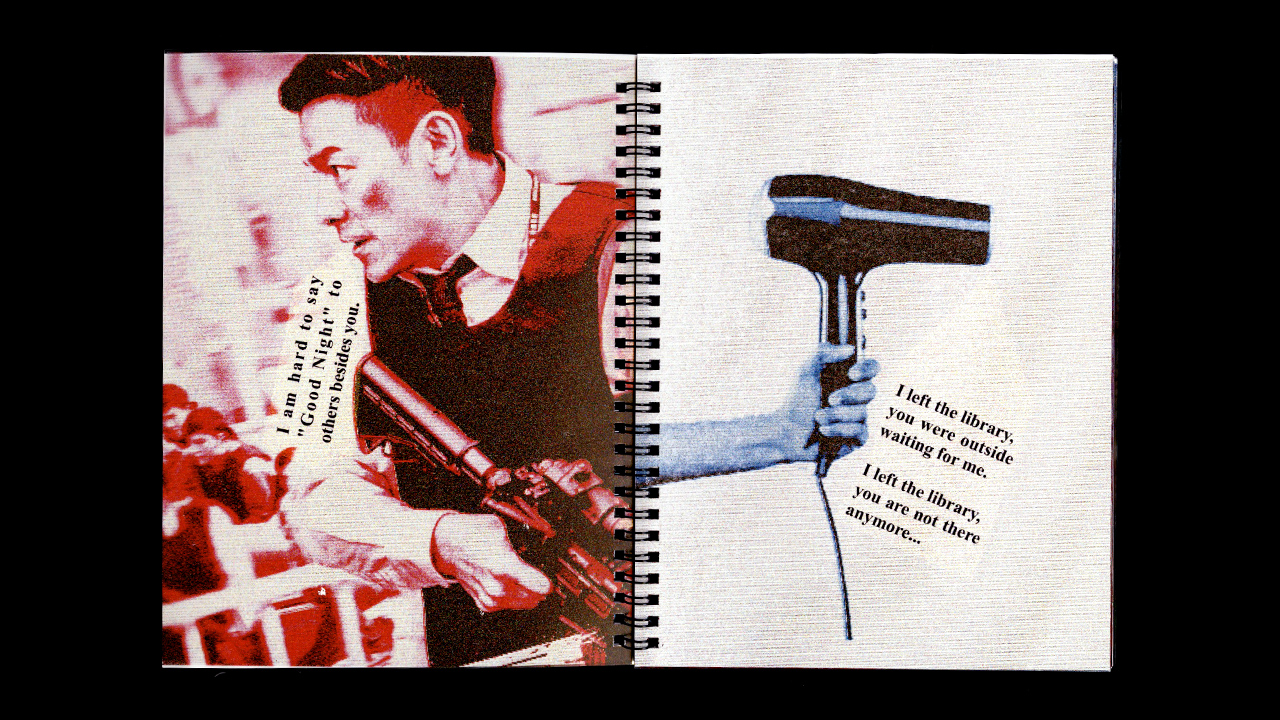 I am hard to say
"Good Night" to
others besides you.
I left the library,
you were outside
waiting for me.
I left the library,
you are not there
anymore...